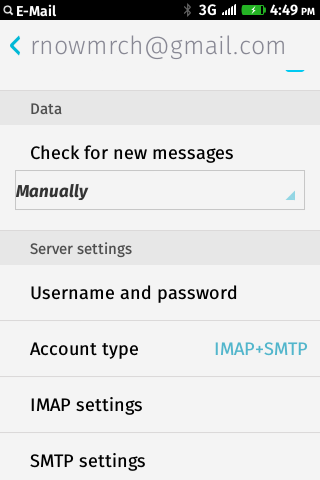 E-Mail 3G 4:49 PM
rnowmrch@gmail.com
Data
Check for new messages
Manually
Server settings
Username and password
Account type IMAP+SMTP
IMAP settings
SMTP settings